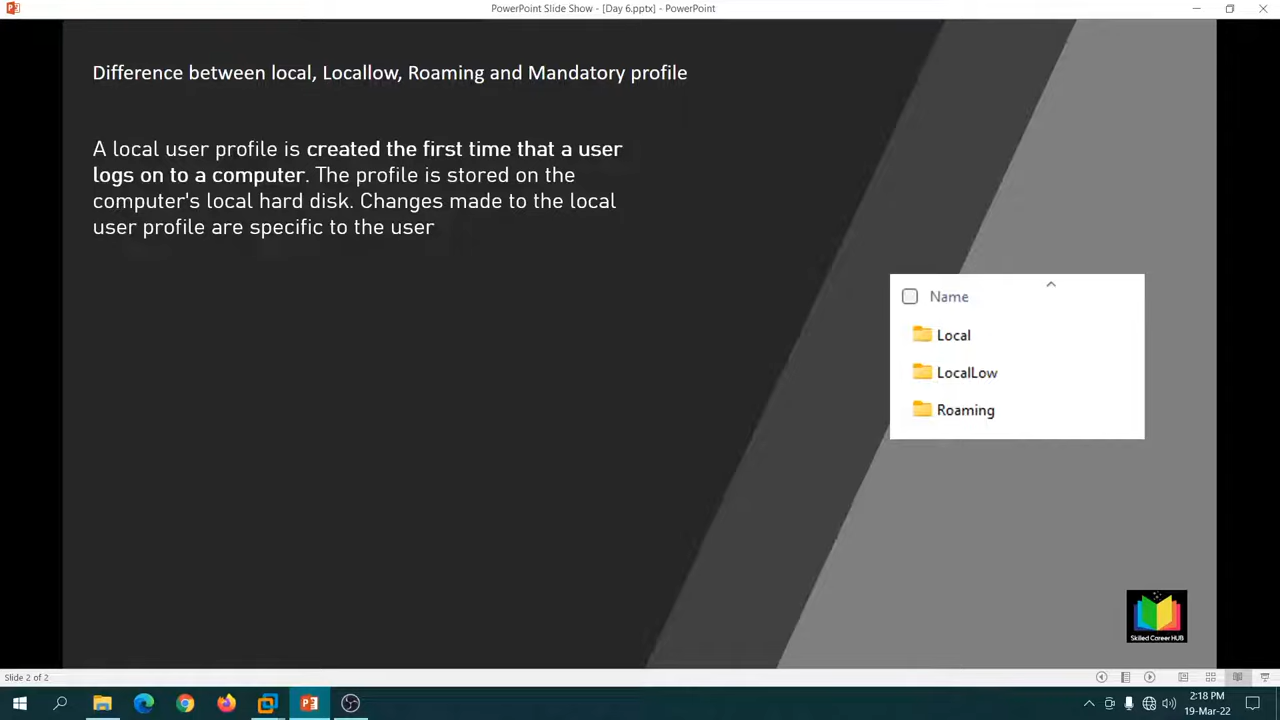 PowerPoint Slide Show - [Day 6.pptx] - PowerPoint
Difference between local, Locallow, Roaming and Mandatory profile
A local user profile is created the first time that a user
logs on to a computer. The profile is stored on the
computer's local hard disk. Changes made to the local
user profile are specific to the user
Name
Local
LocalLow
Roaming
Skilled Career HUB
Slide 2 of 2
2:18 PM
19-Mar-22